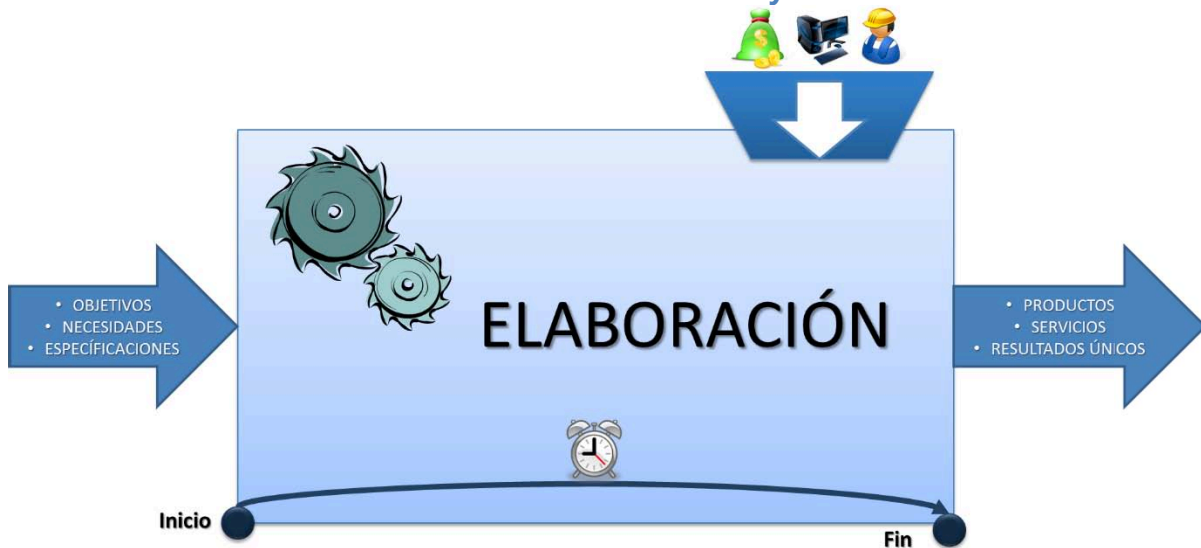 • OBJETIVOS
• NECESIDADES
• ESPECÍFICACIONES
ELABORACIÓN
• PRODUCTOS
• SERVICIOS
• RESULTADOS ÚNICOS
Inicio
Fin